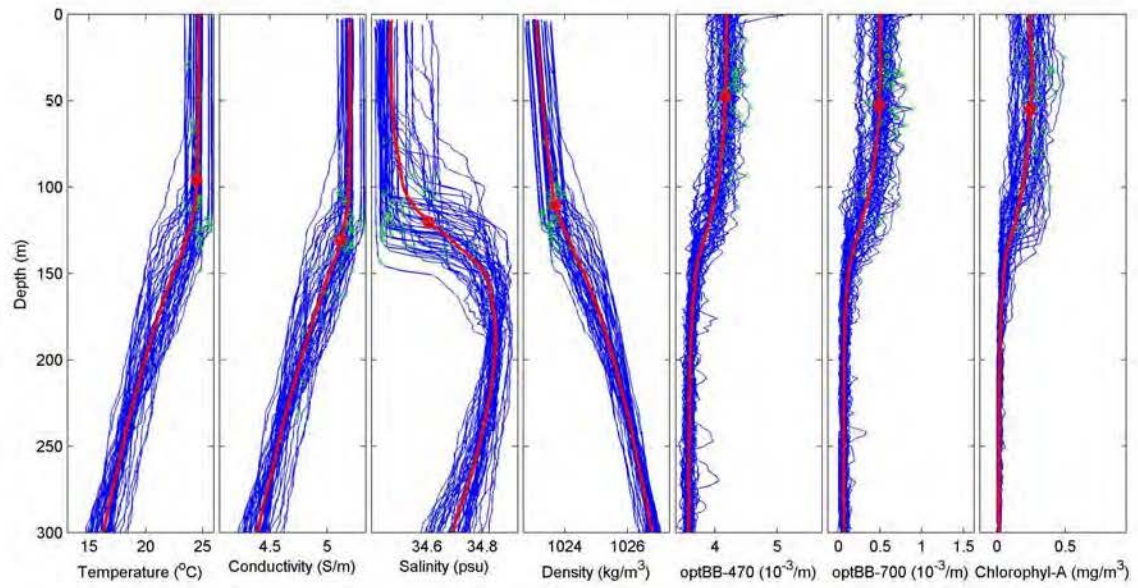 0
50
100
150
200
250
300
Depth (m)
15 20 25
Temperature (°C)
4.5 5
Conductivity (S/m)
34.6 34.8
Salinity (psu)
1024 1026
Density (kg/m³)
4 5
optBB-470 (10⁻³/m)
0 0.5 1 1.5
optBB-700 (10⁻³/m)
0 0.5
Chlorophyl-A (mg/m³)